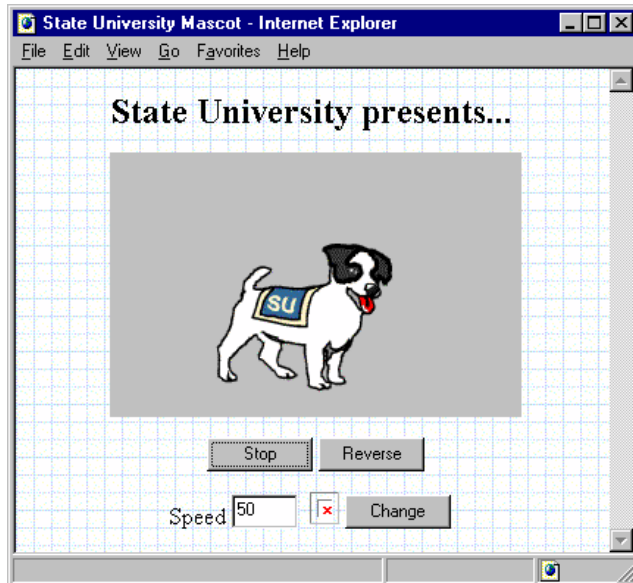 State University Mascot - Internet Explorer
File Edit View Go Favorites Help
State University presents...
SU
Stop Reverse
Speed 50 Change